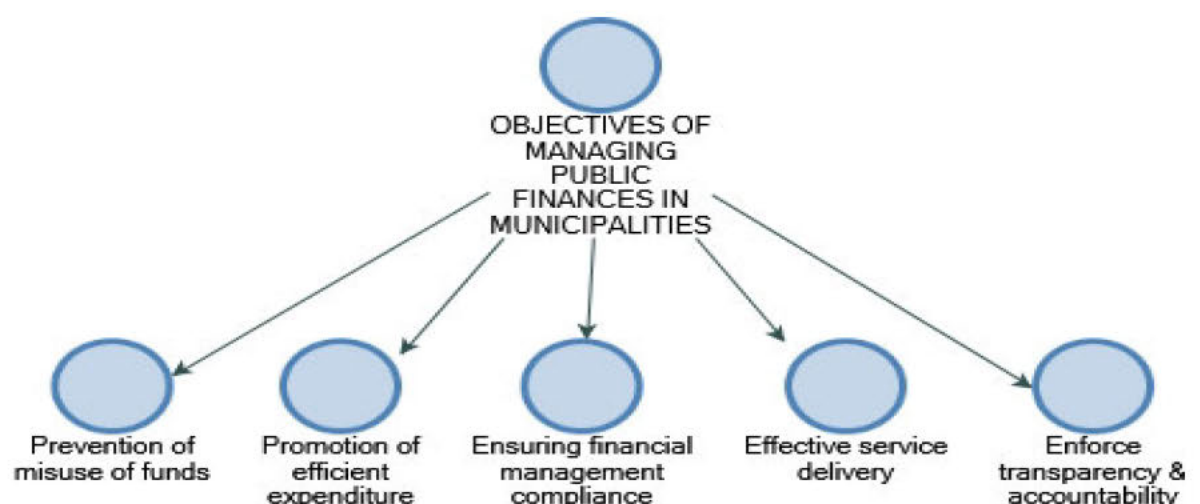 OBJECTIVES OF
MANAGING
PUBLIC
FINANCES IN
MUNICIPALITIES
Prevention of
misuse of funds
Promotion of
efficient
expenditure
Ensuring financial
management
compliance
Effective service
delivery
Enforce
transparency &
accountability